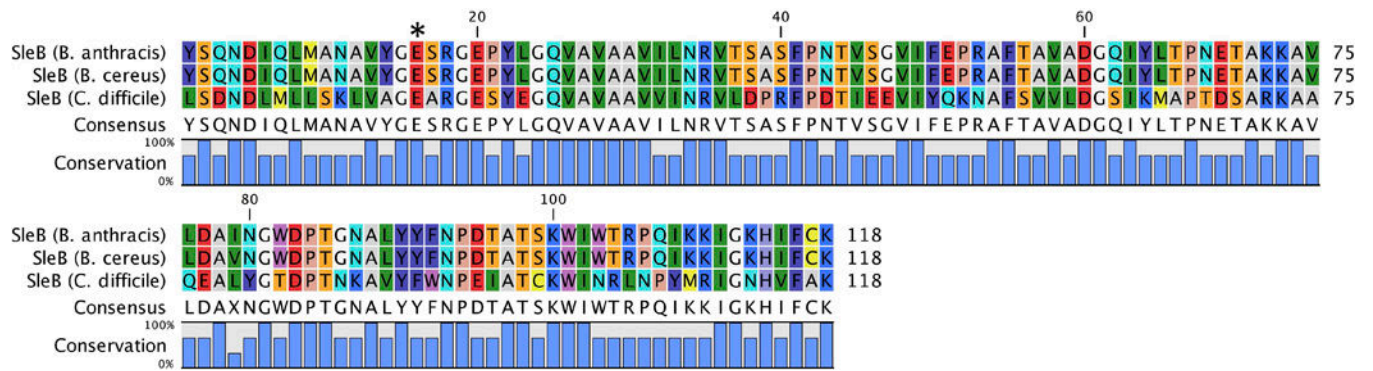 20 40 60
*
SleB (B. anthracis) YSQNDIQLMANAVYGESRGEPYLGQVAVAAVILNRVTSASFPNTVSGVIFEPRAFTAVADGQIYLTPNETAKKAV 75
SleB (B. cereus) YSQNDIQLMANAVYGESRGEPYLGQVAVAAVILNRVTSASFPNTVSGVIFEPRAFTAVADGQIYLTPNETAKKAV 75
SleB (C. difficile) LSDNDLMLLSKLVAGEARGESYEGQVAVAAVVINRVLDPRFPDTIEEVIYQKNAFSVVLDGSIKMAPTDSARKAA 75
Consensus YSQNDIQLMANAVYGESRGEPYLGQVAVAAVILNRVTSASFPNTVSGVIFEPRAFTAVADGQIYLTPNETAKKAV
100%
Conservation
0%
80 100
SleB (B. anthracis) LDAINGWDPTGNALYYFNPDTATSKWIWTRPQIKKIGKHIFCK 118
SleB (B. cereus) LDAVNGWDPTGNALYYFNPDTATSKWIWTRPQIKKIGKHIFCK 118
SleB (C. difficile) QEALYGTDPTNKAVYFWNPEIATCKWINRLNPYMRIGNHVFAK 118
Consensus LDAXNGWDPTGNALYYFNPDTATSKWIWTRPQIKKIGKHIFCK
100%
Conservation
0%